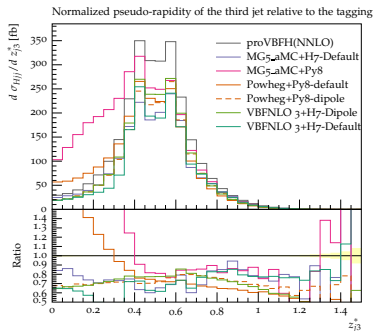 Normalized pseudo-rapidity of the third jet relative to the tagging
d σHjj/ d z*j3 [fb]
350
300
250
200
150
100
50
proVBFH(NNLO)
MG5_aMC+H7-Default
MG5_aMC+Py8
Powheg+Py8-default
Powheg+Py8-dipole
VBFNLO 3+H7-Dipole
VBFNLO 3+H7-Default
Ratio
1.4
1.3
1.2
1.1
1.0
0.9
0.8
0.7
0.6
0.5
0 0.2 0.4 0.6 0.8 1 1.2 1.4
z*j3